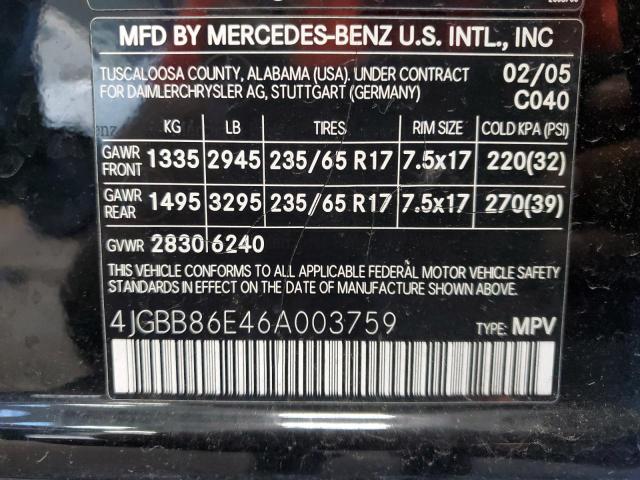 MFD BY MERCEDES-BENZ U.S. INTL., INC
TUSCALOOSA COUNTY, ALABAMA (USA). UNDER CONTRACT 02/05
FOR DAIMLERCHRYSLER AG, STUTTGART (GERMANY) C040
KG LB TIRES RIM SIZE COLD KPA (PSI)
GAWR FRONT 1335 2945 235/65 R17 7.5x17 220(32)
GAWR REAR 1495 3295 235/65 R17 7.5x17 270(39)
GVWR 2830 6240
THIS VEHICLE CONFORMS TO ALL APPLICABLE FEDERAL MOTOR VEHICLE SAFETY
STANDARDS IN EFFECT ON THE DATE OF MANUFACTURE SHOWN ABOVE.
4JGBB86E46A003759 TYPE: MPV